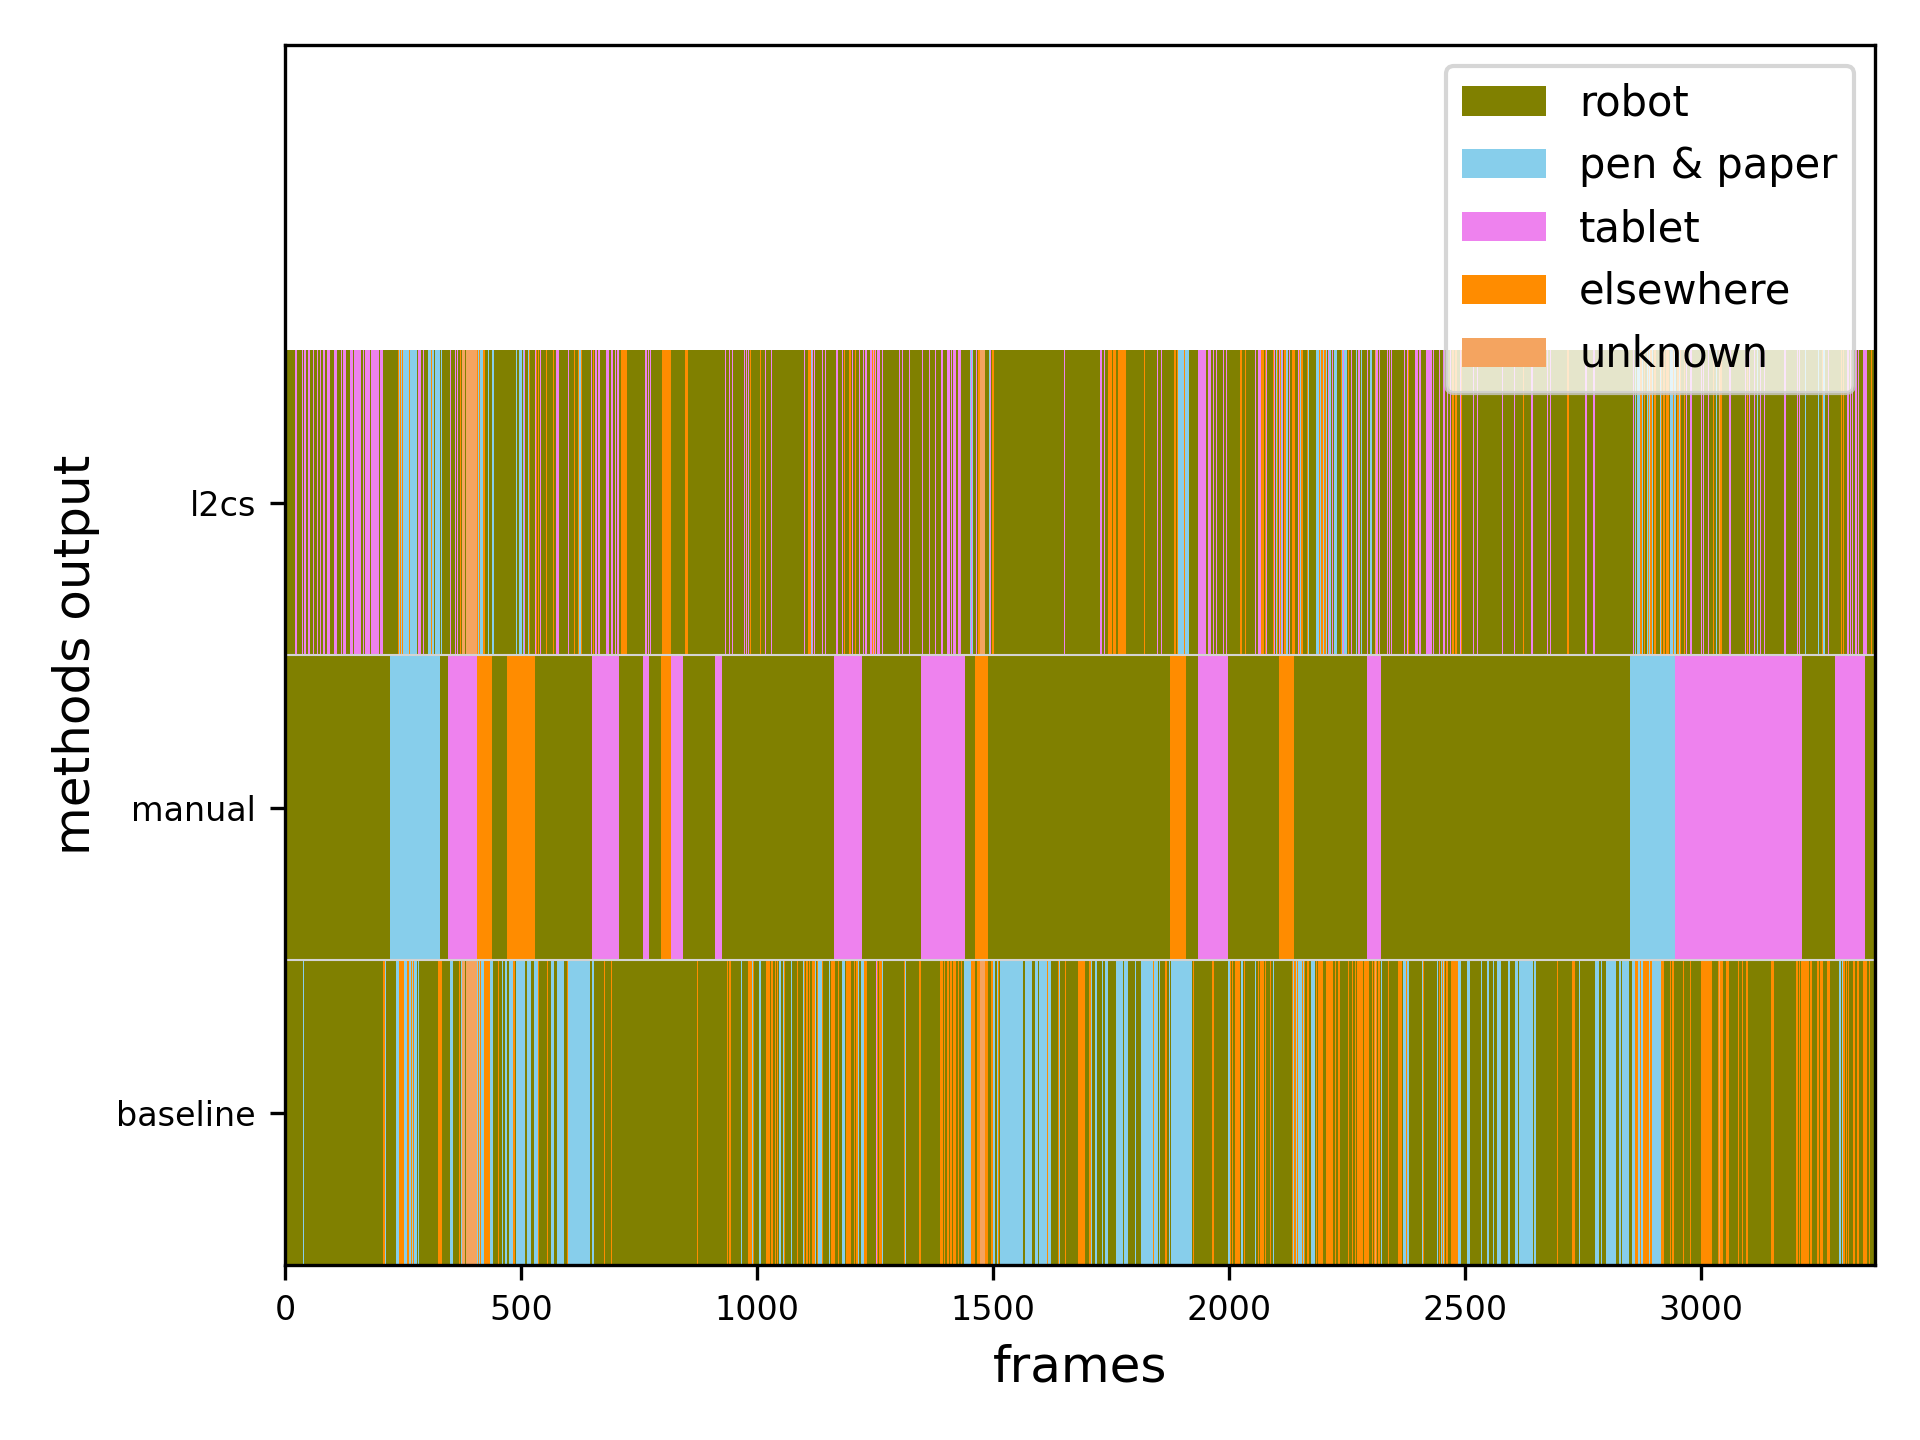 robot
pen & paper
tablet
elsewhere
unknown
methods output
l2cs
manual
baseline
0 500 1000 1500 2000 2500 3000
frames